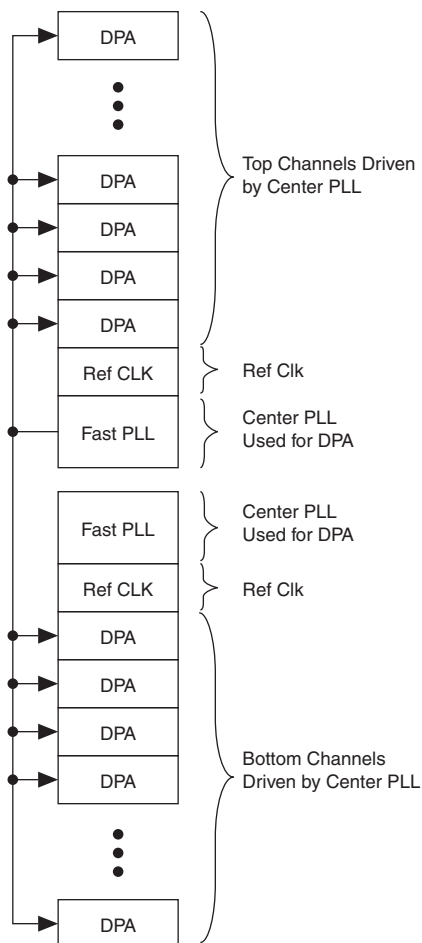 DPA
DPA
DPA
DPA
DPA
Top Channels Driven
by Center PLL
Ref CLK
Ref Clk
Fast PLL
Center PLL
Used for DPA
Fast PLL
Center PLL
Used for DPA
Ref CLK
Ref Clk
DPA
DPA
DPA
DPA
DPA
Bottom Channels
Driven by Center PLL